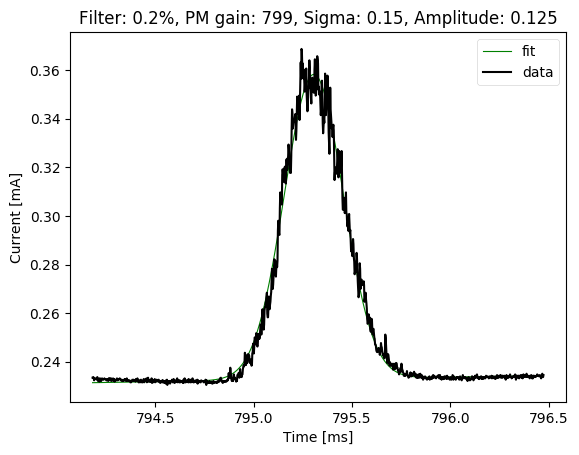 Filter: 0.2%, PM gain: 799, Sigma: 0.15, Amplitude: 0.125
fit
data
0.36
0.34
0.32
0.30
0.28
0.26
0.24
Current [mA]
794.5 795.0 795.5 796.0 796.5
Time [ms]